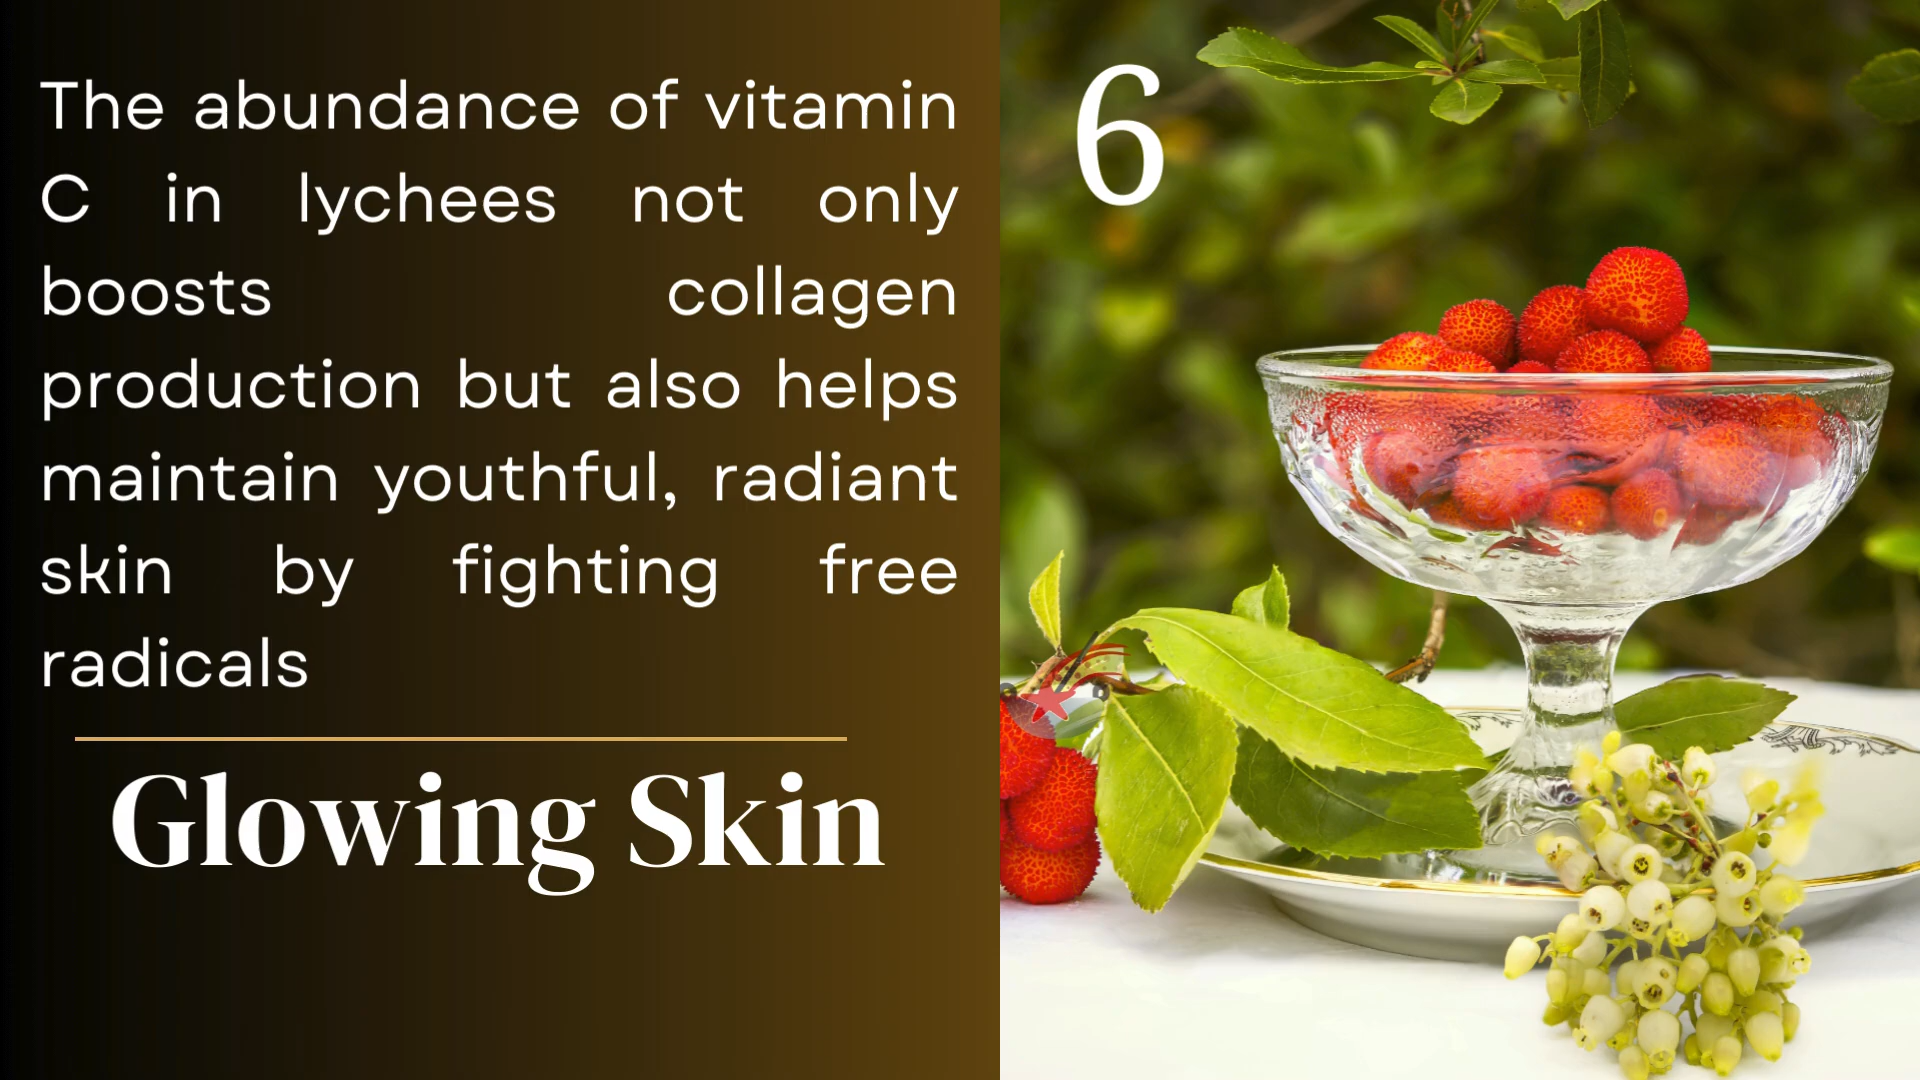 The abundance of vitamin
C in lychees not only
boosts collagen
production but also helps
maintain youthful, radiant
skin by fighting free
radicals
Glowing Skin
6